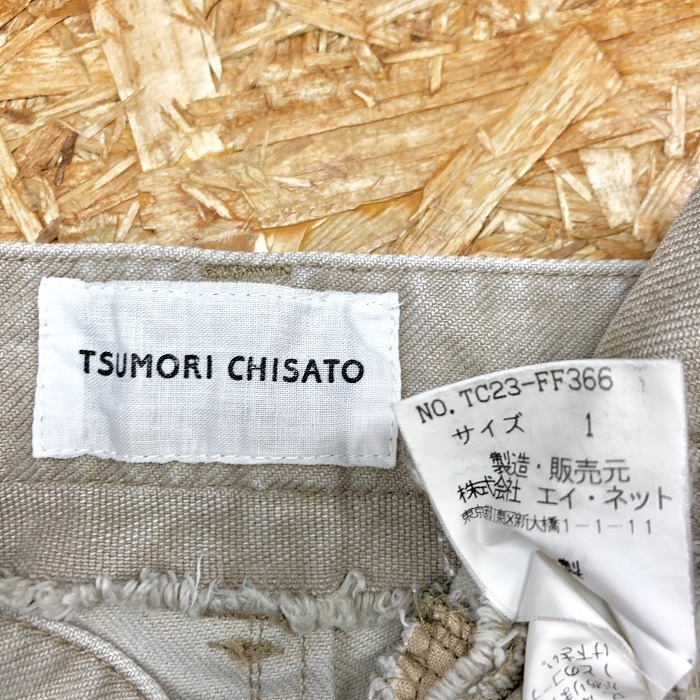 TSUMORI CHISATO
NO. TC23-FF366
サイズ 1
製造・販売元
株式会社 エイ・ネット
東京都江東区新大橋1-1-11
製